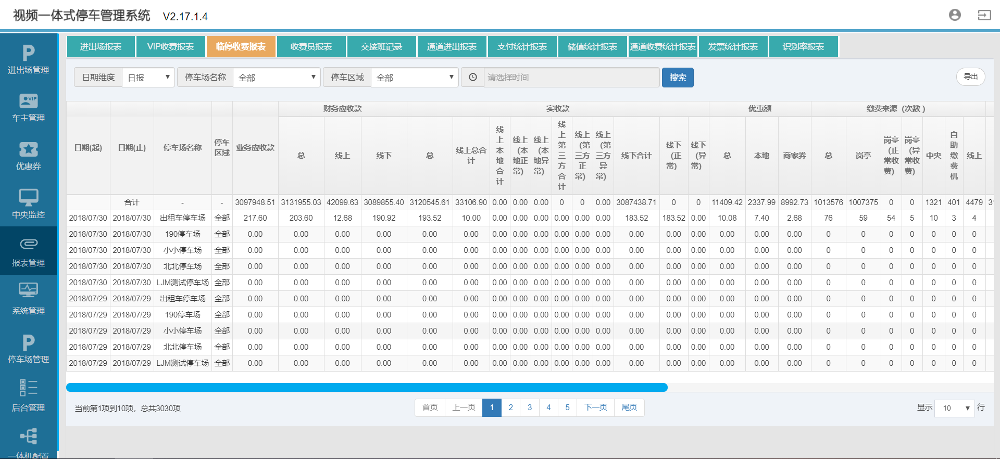 视频一体式停车管理系统 V2.17.1.4
进出场管理
车主管理
优惠券
中央监控
报表管理
系统管理
停车场管理
后台管理
一体机配置
进出场报表 VIP收费报表 临停收费报表 收费员报表 交接班记录 通道进出报表 支付统计报表 储值统计报表 通道收费统计报表 发票统计报表 识别率报表
日期维度 日报 停车场名称 全部 停车区域 全部 请选择时间 搜索 导出
财务应收款 实收款 优惠额 缴费来源（次数）
日期(起) 日期(止) 停车场名称 停车区域 业务应收款 总 线上 线下 总 线上总合计 线上本地合计 线上（本地正常) 线上（本地异常) 线上第三方合计 线上（第三方正常) 线上（第三方异常) 线下合计 线下（正常) 线下（异常) 总 本地 商家券 总 岗亭 岗亭（正常收费) 岗亭（异常收费) 中央 自助缴费机 线上
合计 - - 3097948.51 3131955.03 42099.63 3089855.40 3120545.61 33106.90 0.00 0.00 0.00 0 0 0.00 3087438.71 0 0 11409.42 2337.99 8992.73 1013576 1007375 0 0 1321 401 4479
2018/07/30 2018/07/30 出租车停车场 全部 217.60 203.60 12.68 190.92 193.52 10.00 0.00 0.00 0.00 0.00 0.00 0.00 183.52 183.52 0.00 10.08 7.40 2.68 76 59 54 5 10 3 4
2018/07/30 2018/07/30 190停车场 全部 0.00 0.00 0.00 0.00 0.00 0.00 0.00 0.00 0.00 0.00 0.00 0.00 0.00 0.00 0.00 0.00 0.00 0.00 0 0 0 0 0 0 0
2018/07/30 2018/07/30 小小停车场 全部 0.00 0.00 0.00 0.00 0.00 0.00 0.00 0.00 0.00 0.00 0.00 0.00 0.00 0.00 0.00 0.00 0.00 0.00 0 0 0 0 0 0 0
2018/07/30 2018/07/30 北北停车场 全部 0.00 0.00 0.00 0.00 0.00 0.00 0.00 0.00 0.00 0.00 0.00 0.00 0.00 0.00 0.00 0.00 0.00 0.00 0 0 0 0 0 0 0
2018/07/30 2018/07/30 LJM测试停车场 全部 0.00 0.00 0.00 0.00 0.00 0.00 0.00 0.00 0.00 0.00 0.00 0.00 0.00 0.00 0.00 0.00 0.00 0.00 0 0 0 0 0 0 0
2018/07/29 2018/07/29 出租车停车场 全部 0.00 0.00 0.00 0.00 0.00 0.00 0.00 0.00 0.00 0.00 0.00 0.00 0.00 0.00 0.00 0.00 0.00 0.00 0 0 0 0 0 0 0
2018/07/29 2018/07/29 190停车场 全部 0.00 0.00 0.00 0.00 0.00 0.00 0.00 0.00 0.00 0.00 0.00 0.00 0.00 0.00 0.00 0.00 0.00 0.00 0 0 0 0 0 0 0
2018/07/29 2018/07/29 小小停车场 全部 0.00 0.00 0.00 0.00 0.00 0.00 0.00 0.00 0.00 0.00 0.00 0.00 0.00 0.00 0.00 0.00 0.00 0.00 0 0 0 0 0 0 0
2018/07/29 2018/07/29 北北停车场 全部 0.00 0.00 0.00 0.00 0.00 0.00 0.00 0.00 0.00 0.00 0.00 0.00 0.00 0.00 0.00 0.00 0.00 0.00 0 0 0 0 0 0 0
2018/07/29 2018/07/29 LJM测试停车场 全部 0.00 0.00 0.00 0.00 0.00 0.00 0.00 0.00 0.00 0.00 0.00 0.00 0.00 0.00 0.00 0.00 0.00 0.00 0 0 0 0 0 0 0
当前第1项到10项，总共3030项 首页 上一页 1 2 3 4 5 下一页 尾页 显示 10 行